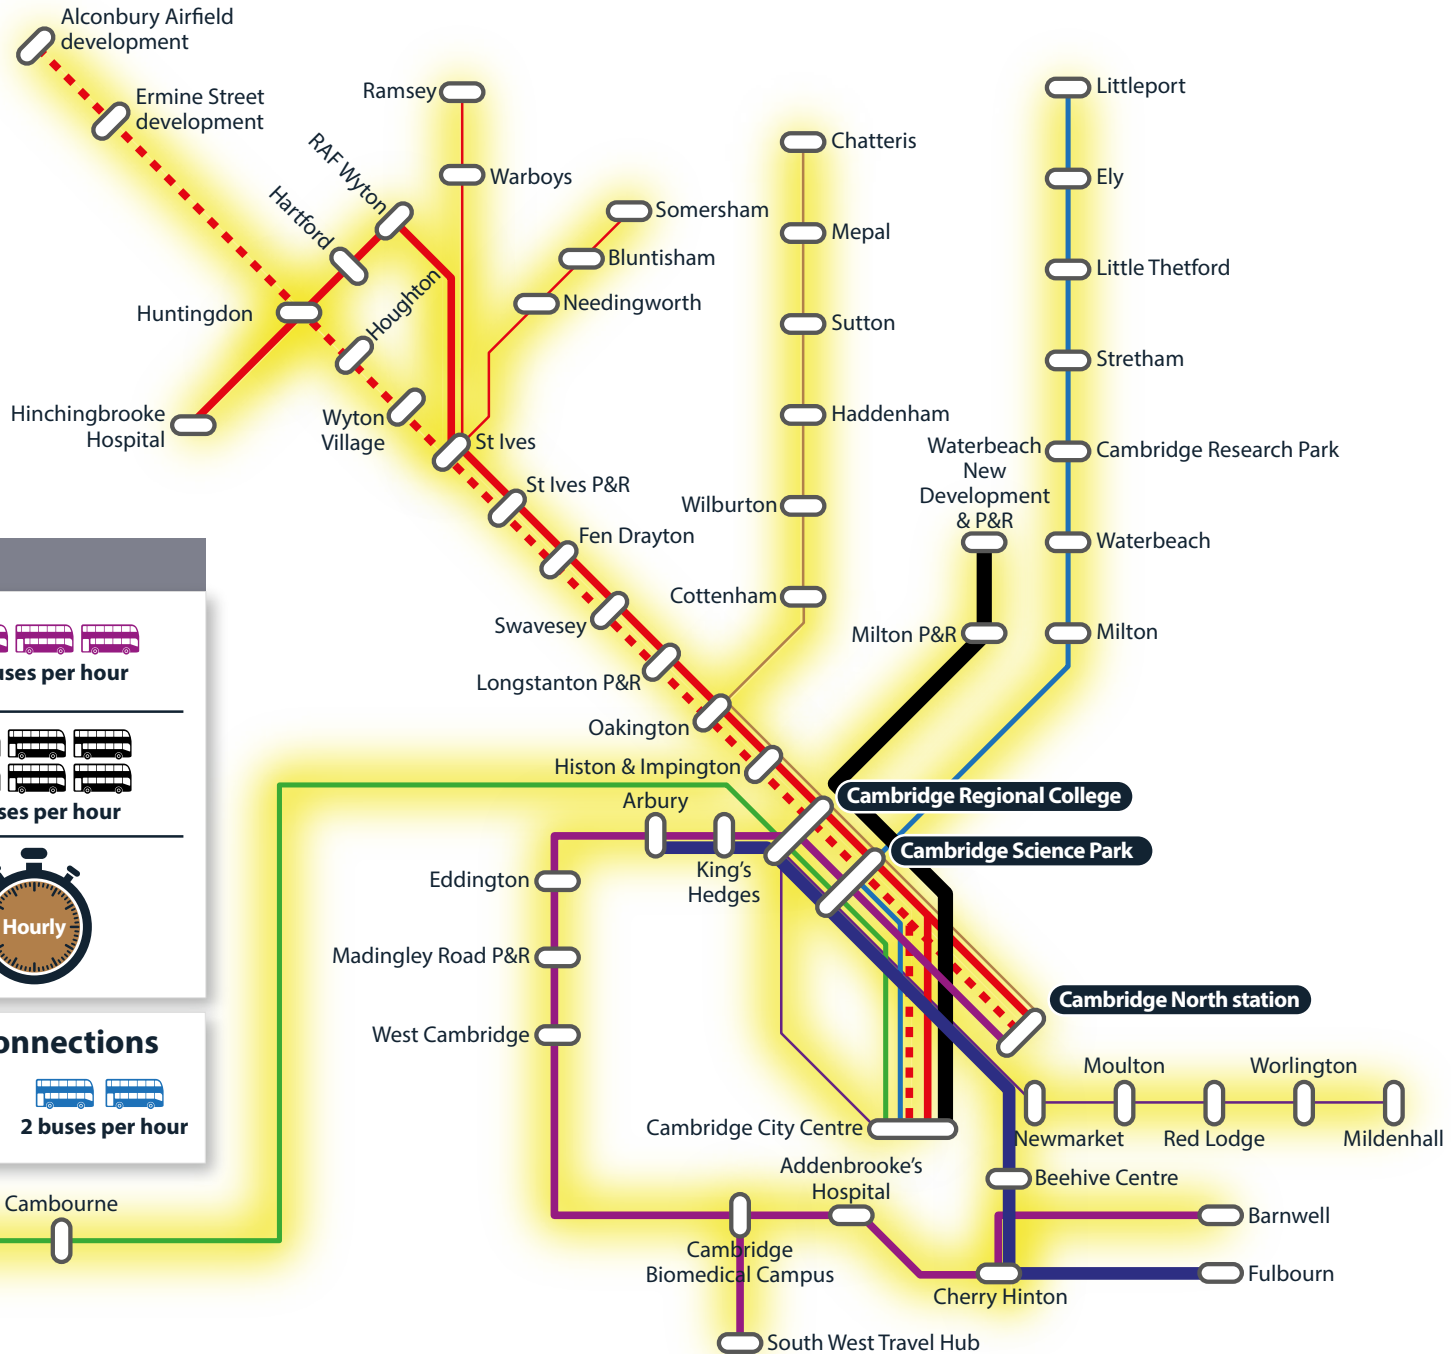 Alconbury Airfield
development
Ermine Street
development
Ramsey
Warboys
RAF Wyton
Hartford
Huntingdon
Houghton
Hinchingbrooke
Hospital
Wyton
Village
Somersham
Bluntisham
Needingworth
St Ives
St Ives P&R
Fen Drayton
Swavesey
Longstanton P&R
Oakington
Histon & Impington
Chatteris
Mepal
Sutton
Haddenham
Wilburton
Cottenham
Littleport
Ely
Little Thetford
Stretham
Cambridge Research Park
Waterbeach
Milton
Waterbeach
New
Development
& P&R
Milton P&R
Cambridge Regional College
Cambridge Science Park
Cambridge North station
Arbury
King's
Hedges
Eddington
Madingley Road P&R
West Cambridge
Cambridge City Centre
Addenbrooke's
Hospital
Cambridge
Biomedical Campus
South West Travel Hub
Cherry Hinton
Beehive Centre
Barnwell
Fulbourn
Newmarket
Moulton
Red Lodge
Worlington
Mildenhall
Cambourne
uses per hour
ses per hour
Hourly
onnections
2 buses per hour